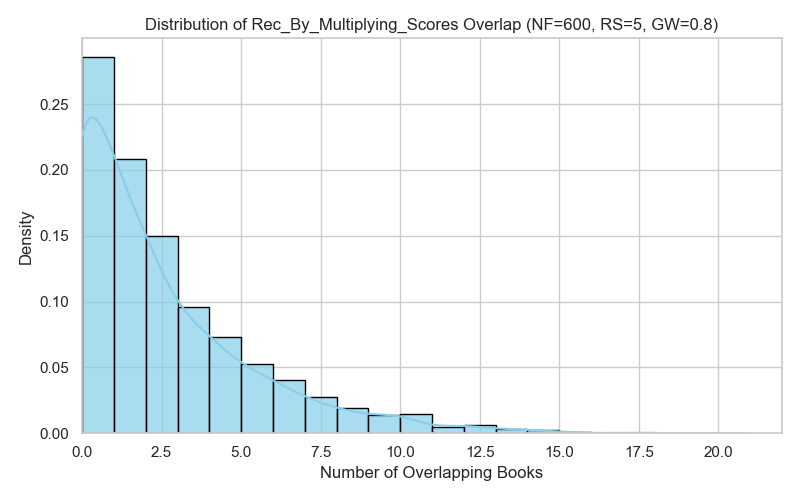 Distribution of Rec_By_Multiplying_Scores Overlap (NF=600, RS=5, GW=0.8)
Density
0.25
0.20
0.15
0.10
0.05
0.00
0.0 2.5 5.0 7.5 10.0 12.5 15.0 17.5 20.0
Number of Overlapping Books